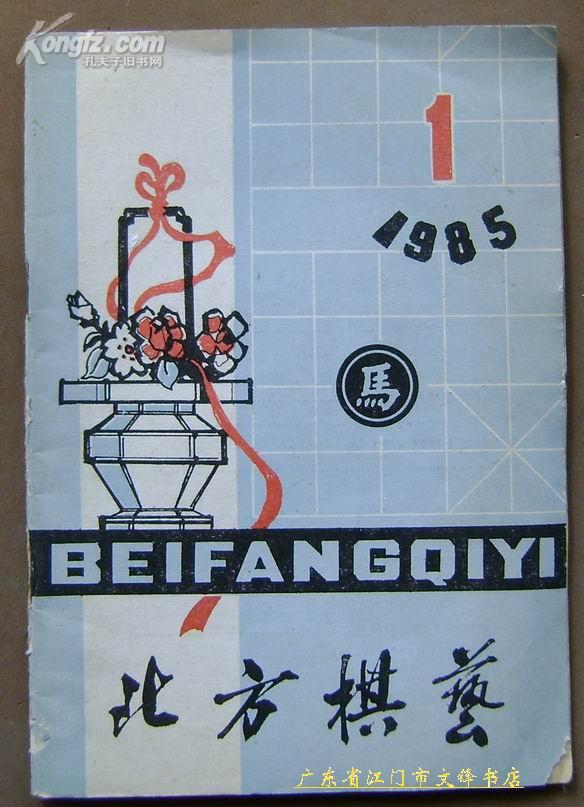 Kongfz.com
孔夫子旧书网
1
1985
馬
BEIFANGQIYI
北方棋藝
广东省江门市文锋书店